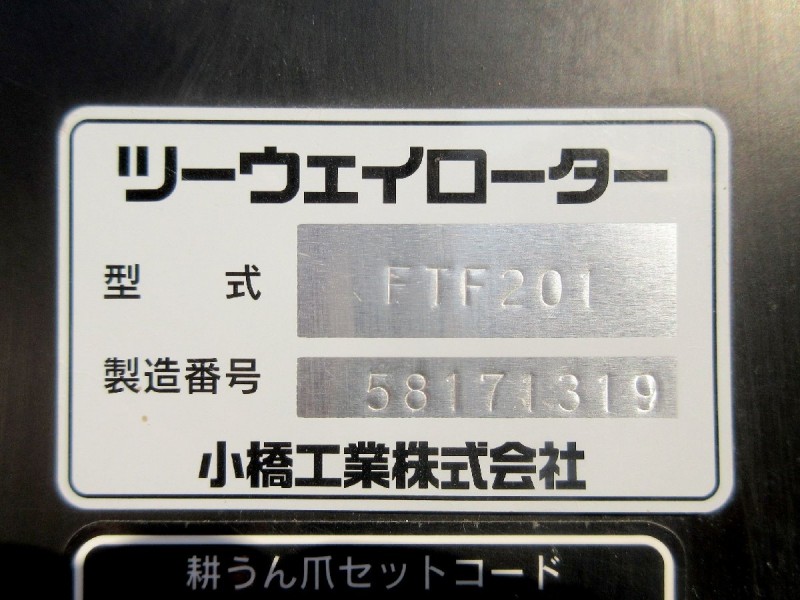 ツーウェイローター
型式 FTF201
製造番号 58171319
小橋工業株式会社
耕うん爪セットコード